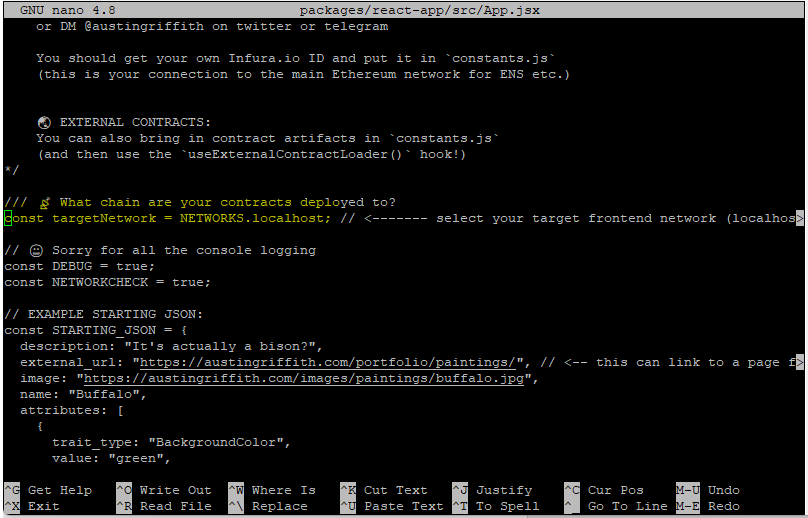 GNU nano 4.8 packages/react-app/src/App.jsx
or DM @austingriffith on twitter or telegram
You should get your own Infura.io ID and put it in `constants.js`
(this is your connection to the main Ethereum network for ENS etc.)
🌏 EXTERNAL CONTRACTS:
You can also bring in contract artifacts in `constants.js`
(and then use the `useExternalContractLoader()` hook!)
*/
/// 📡 What chain are your contracts deployed to?
const targetNetwork = NETWORKS.localhost; // <------- select your target frontend network (localhos>
// 😬 Sorry for all the console logging
const DEBUG = true;
const NETWORKCHECK = true;
// EXAMPLE STARTING JSON:
const STARTING_JSON = {
description: "It's actually a bison?",
external_url: "https://austingriffith.com/portfolio/paintings/", // <-- this can link to a page f>
image: "https://austingriffith.com/images/paintings/buffalo.jpg",
name: "Buffalo",
attributes: [
{
trait_type: "BackgroundColor",
value: "green",
^G Get Help ^O Write Out ^W Where Is ^K Cut Text ^J Justify ^C Cur Pos M-U Undo
^X Exit ^R Read File ^\ Replace ^U Paste Text ^T To Spell ^_ Go To Line M-E Redo